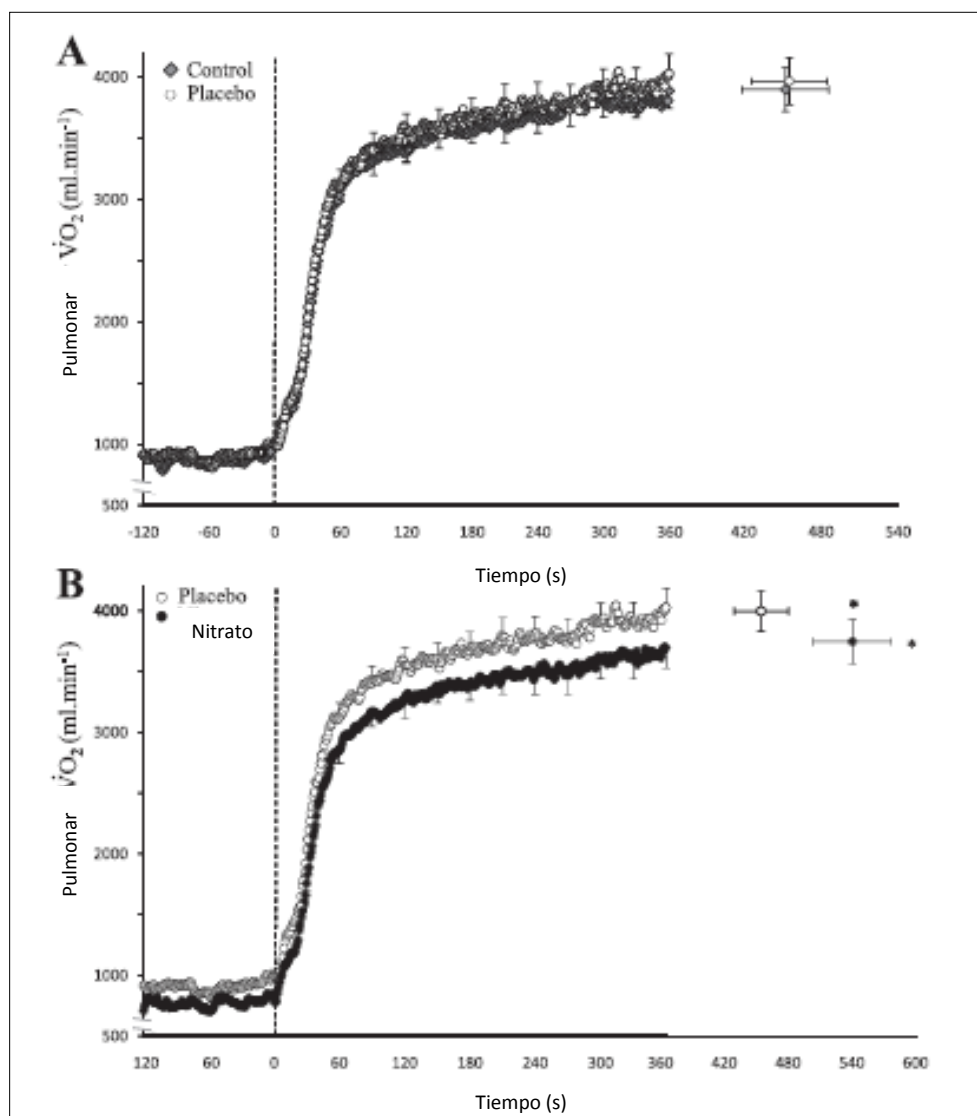 A
Control
Placebo
4000
3000
2000
1000
500
Pulmonar V̇O₂ (ml.min⁻¹)
-120 -60 0 60 120 180 240 300 360 420 480 540
Tiempo (s)
B
Placebo
Nitrato
4000
3000
2000
1000
500
Pulmonar V̇O₂ (ml.min⁻¹)
120 60 0 60 120 180 240 300 360 420 480 540 600
Tiempo (s)